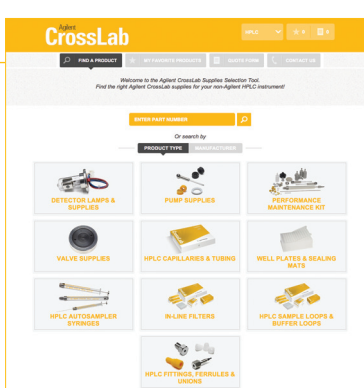 Agilent
CrossLab
HPLC
0
0
FIND A PRODUCT
MY FAVORITE PRODUCTS
QUOTE FORM
CONTACT US
Welcome to the Agilent CrossLab Supplies Selection Tool.
Find the right Agilent CrossLab supplies for your non-Agilent HPLC instrument!
ENTER PART NUMBER
Or search by
PRODUCT TYPE
MANUFACTURER
DETECTOR LAMPS &
SUPPLIES
PUMP SUPPLIES
PERFORMANCE
MAINTENANCE KIT
VALVE SUPPLIES
HPLC CAPILLARIES & TUBING
WELL PLATES & SEALING
MATS
HPLC AUTOSAMPLER
SYRINGES
IN-LINE FILTERS
HPLC SAMPLE LOOPS &
BUFFER LOOPS
HPLC FITTINGS, FERRULES &
UNIONS